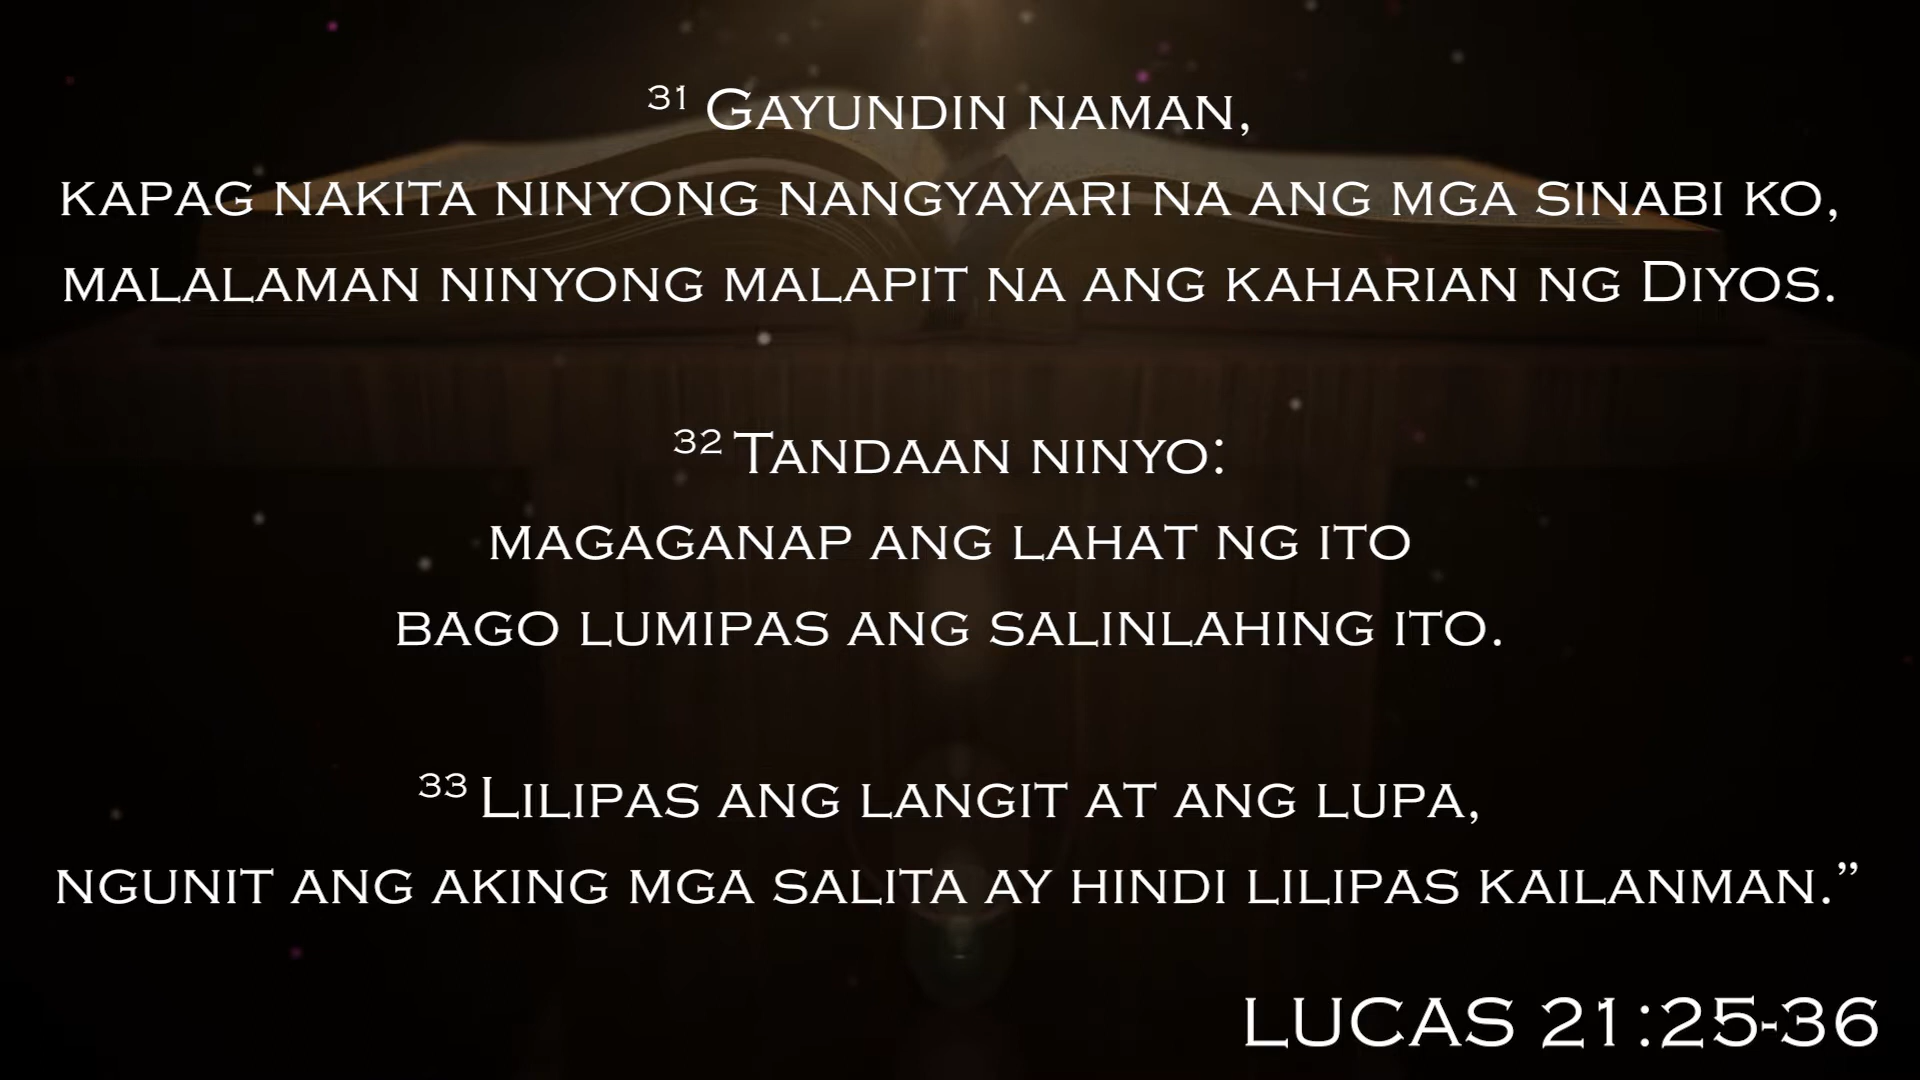 31 Gayundin naman,
kapag nakita ninyong nangyayari na ang mga sinabi ko,
malalaman ninyong malapit na ang kaharian ng Diyos.
32 Tandaan ninyo:
magaganap ang lahat ng ito
bago lumipas ang salinlahing ito.
33 Lilipas ang langit at ang lupa,
ngunit ang aking mga salita ay hindi lilipas kailanman.”
LUCAS 21:25-36